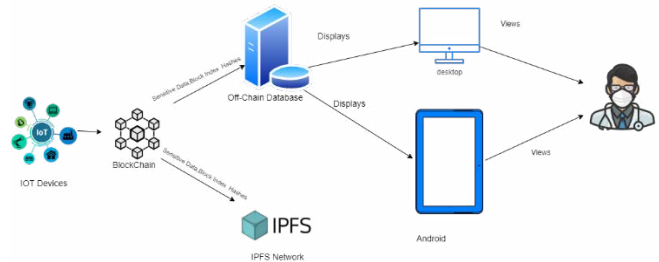 Displays
Views
desktop
Sensitive Data,Block Index Hashes
Off-Chain Database
Displays
IoT
IOT Devices
BlockChain
Sensitive Data,Block Index Hashes
Views
IPFS
Android
IPFS Network